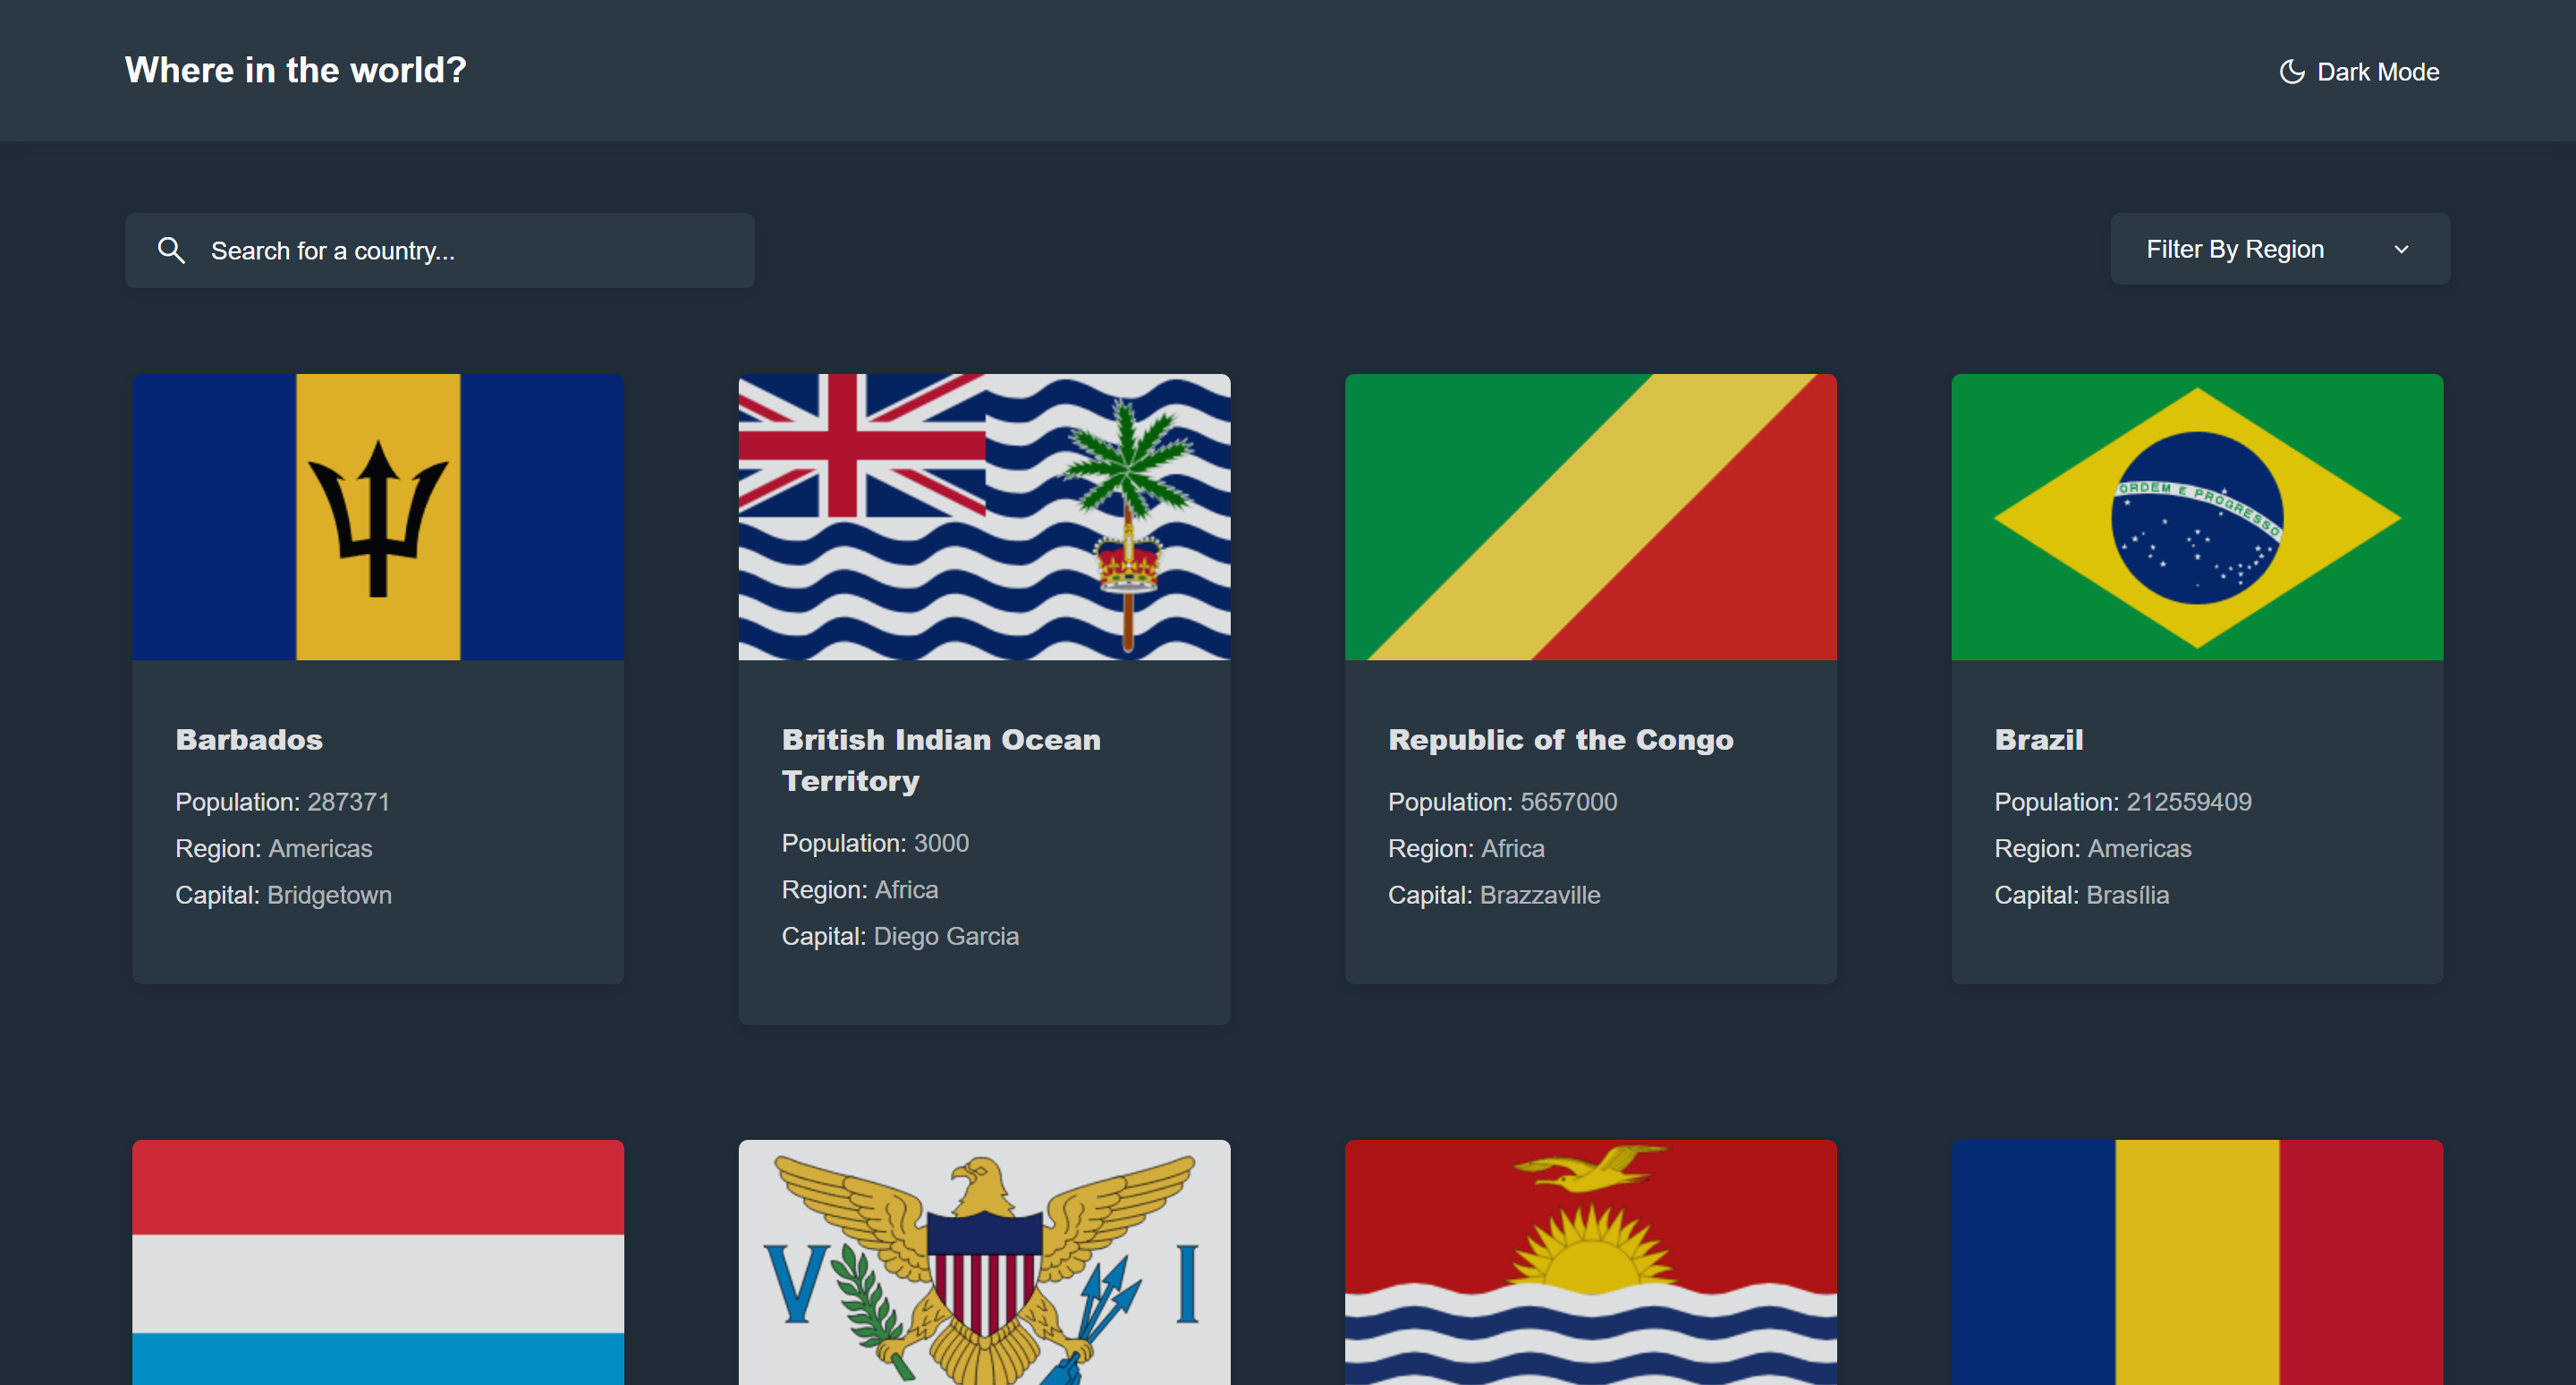 Where in the world?
Dark Mode
Search for a country...
Filter By Region
ORDEM E PROGRESSO
Barbados
Population: 287371
Region: Americas
Capital: Bridgetown
British Indian Ocean
Territory
Population: 3000
Region: Africa
Capital: Diego Garcia
Republic of the Congo
Population: 5657000
Region: Africa
Capital: Brazzaville
Brazil
Population: 212559409
Region: Americas
Capital: Brasília
V I